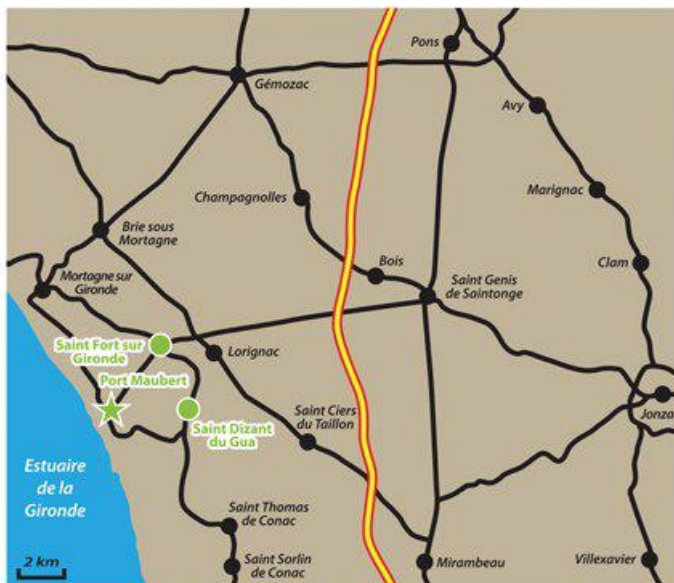 Pons
Gémozac
Avy
Champagnolles
Marignac
Brie sous
Mortagne
Bois
Clam
Mortagne sur
Gironde
Saint Genis
de Saintonge
Saint Fort sur
Gironde
Lorignac
Port Maubert
Saint Dizant
du Gua
Saint Ciers
du Taillon
Jonza
Estuaire
de la
Gironde
Saint Thomas
de Conac
Saint Sorlin
de Conac
Mirambeau
Villexavier
2 km